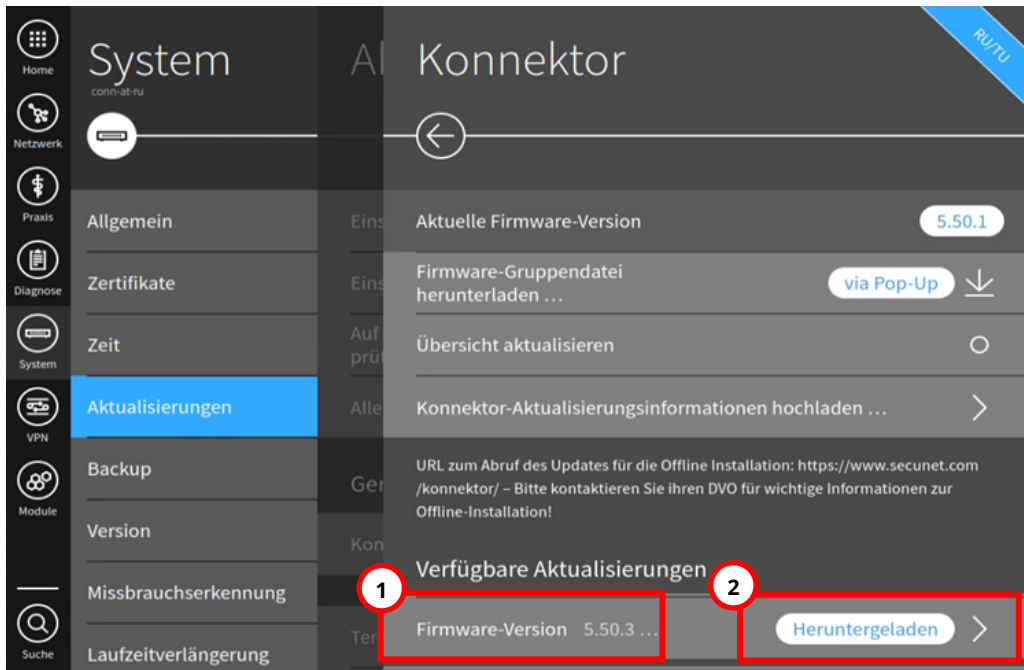 Home
Netzwerk
Praxis
Diagnose
System
VPN
Module
Suche
System
conn-at-ru
Allgemein
Zertifikate
Zeit
Aktualisierungen
Backup
Version
Missbrauchserkennung
Laufzeitverlängerung
Konnektor
RU/TU
Aktuelle Firmware-Version 5.50.1
Firmware-Gruppendatei
herunterladen ... via Pop-Up
Übersicht aktualisieren
Konnektor-Aktualisierungsinformationen hochladen ...
URL zum Abruf des Updates für die Offline Installation: https://www.secunet.com
/konnektor/ – Bitte kontaktieren Sie ihren DVO für wichtige Informationen zur
Offline-Installation!
Verfügbare Aktualisierungen
1
2
Firmware-Version 5.50.3 ...
Heruntergeladen